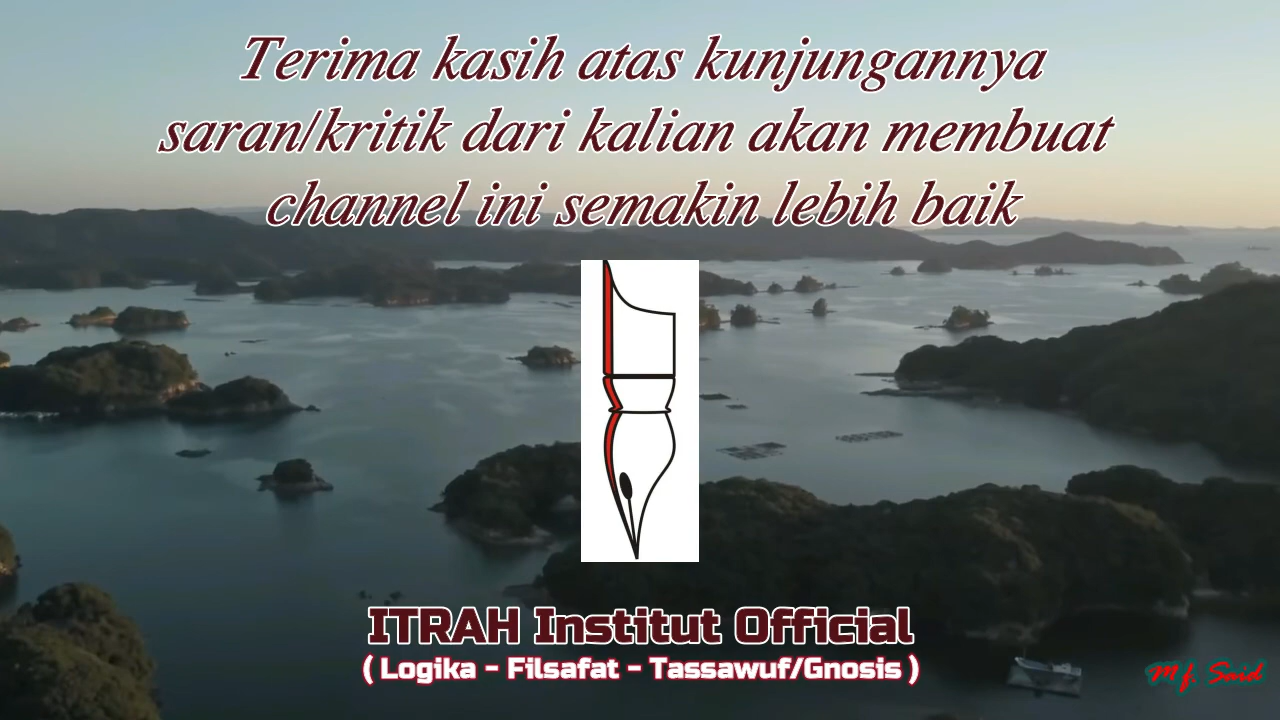 Terima kasih atas kunjungannya
saran/kritik dari kalian akan membuat
channel ini semakin lebih baik
ITRAH Institut Official
( Logika - Filsafat - Tassawuf/Gnosis )
Mf. Said